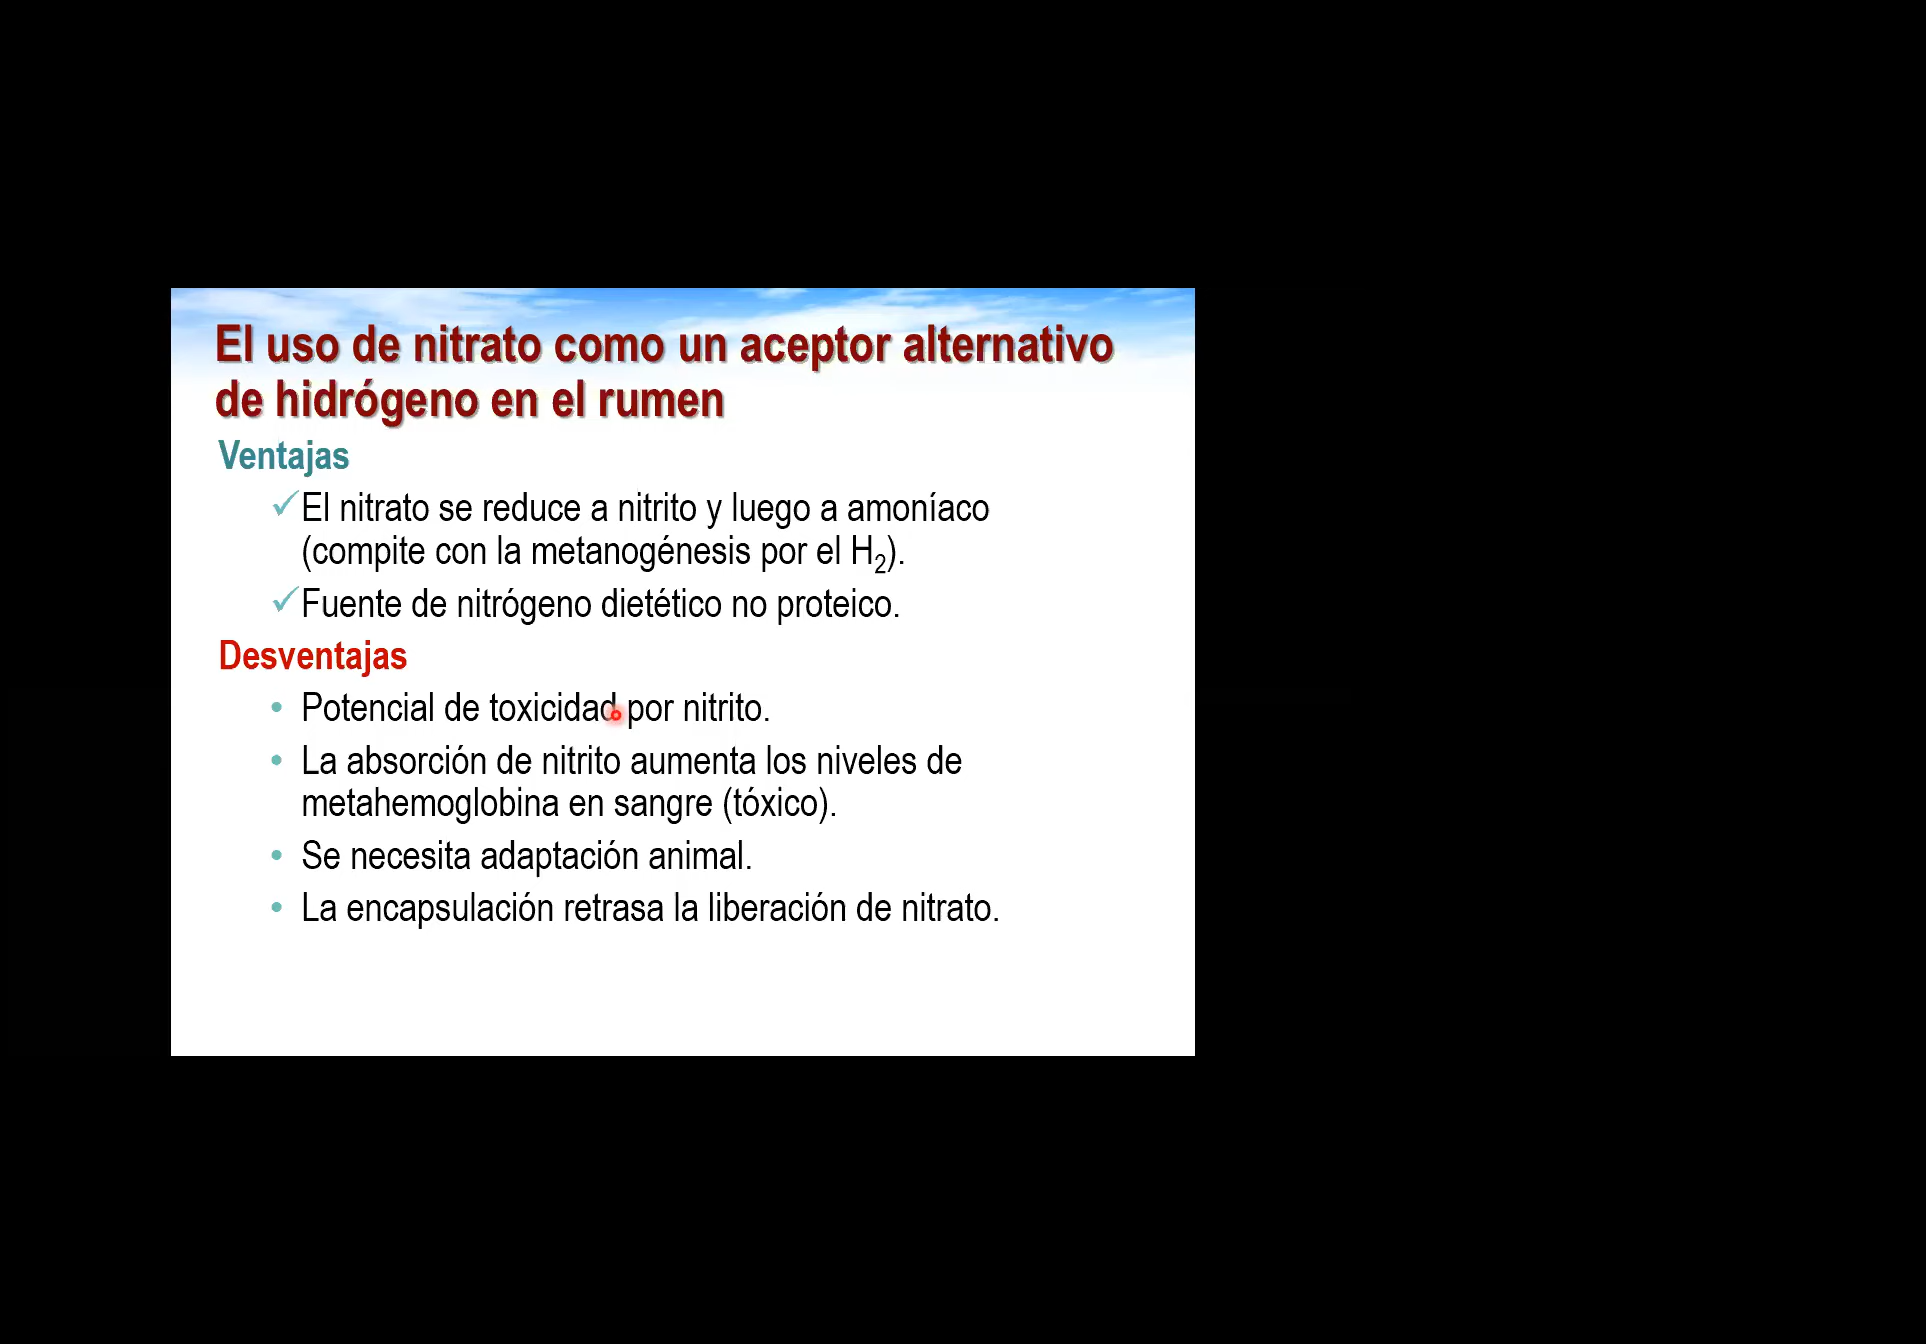 El uso de nitrato como un aceptor alternativo
de hidrógeno en el rumen
Ventajas
✓El nitrato se reduce a nitrito y luego a amoníaco
(compite con la metanogénesis por el H₂).
✓Fuente de nitrógeno dietético no proteico.
Desventajas
• Potencial de toxicidad por nitrito.
• La absorción de nitrito aumenta los niveles de
metahemoglobina en sangre (tóxico).
• Se necesita adaptación animal.
• La encapsulación retrasa la liberación de nitrato.